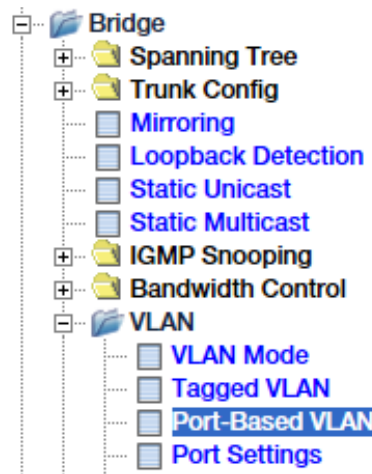 Bridge
Spanning Tree
Trunk Config
Mirroring
Loopback Detection
Static Unicast
Static Multicast
IGMP Snooping
Bandwidth Control
VLAN
VLAN Mode
Tagged VLAN
Port-Based VLAN
Port Settings